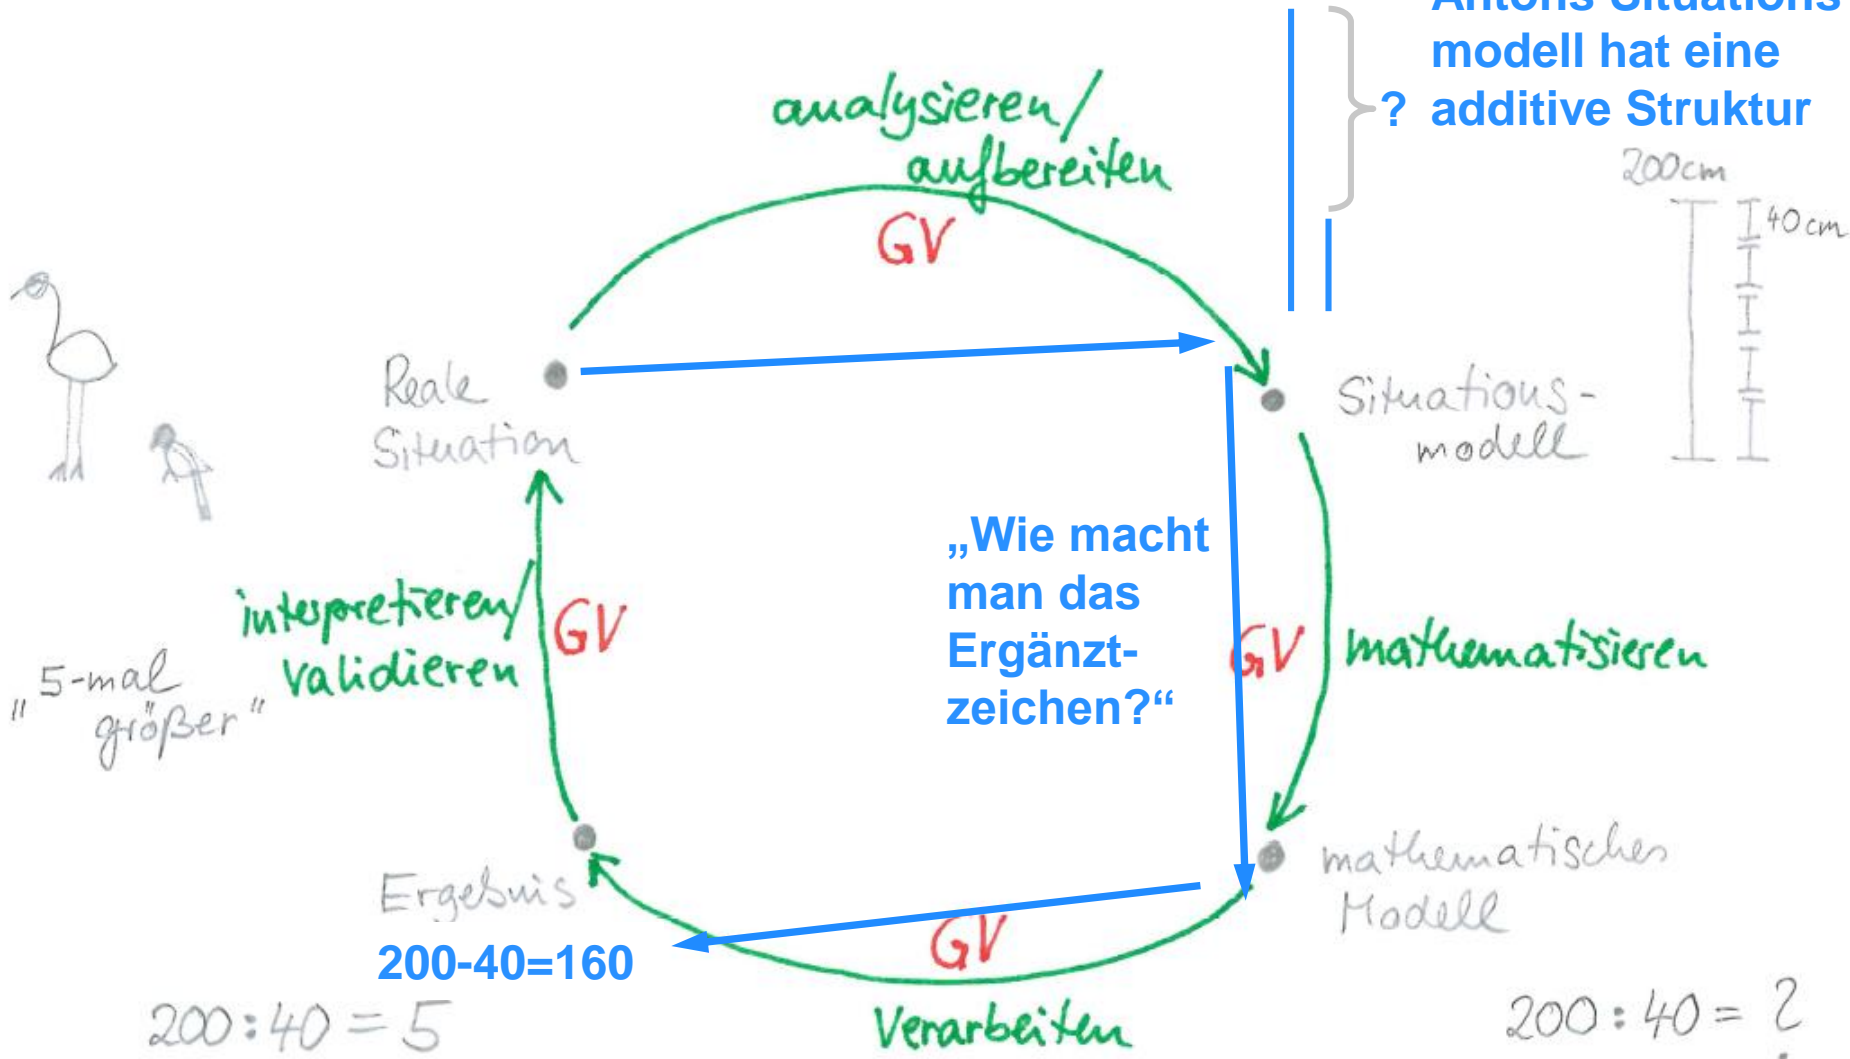 Antons Situations
modell hat eine
? additive Struktur
analysieren/
aufbereiten
GV
200cm
40cm
Reale
Situation
Situations-
modell
„Wie macht
man das
Ergänzt-
zeichen?“
GV
mathematisieren
interpretieren/
validieren
GV
„5-mal
größer“
mathematisches
Modell
Ergebnis
200-40=160
GV
Verarbeiten
200:40=5
200:40=?